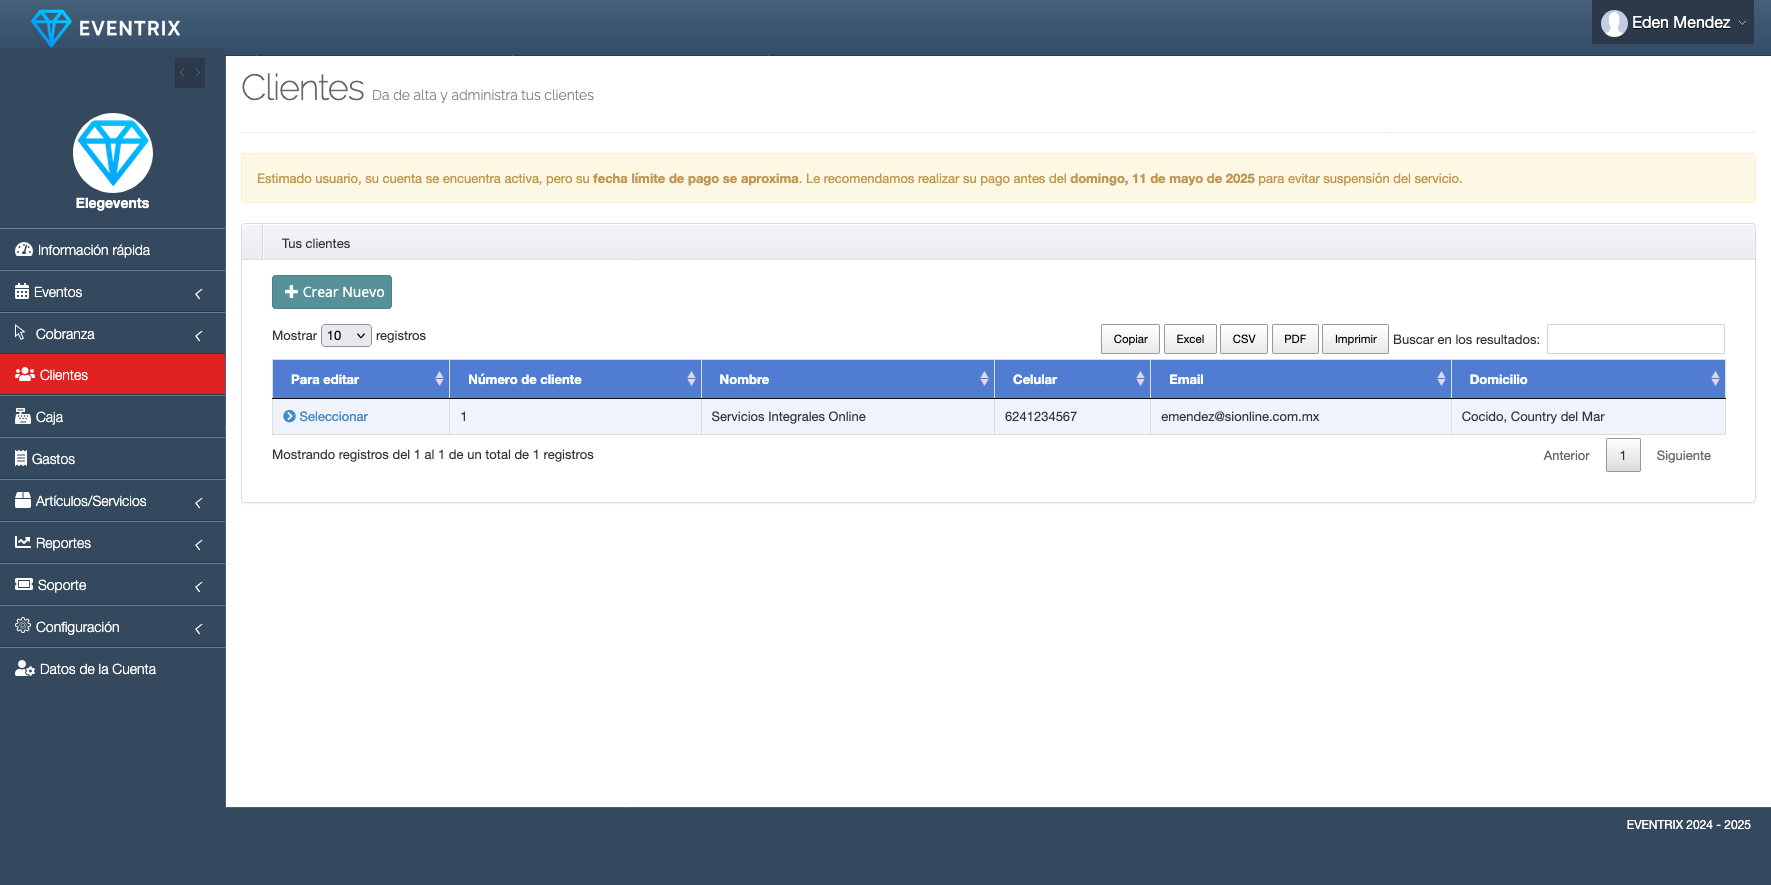 EVENTRIX
Eden Mendez
Elegevents
Información rápida
Eventos
Cobranza
Clientes
Caja
Gastos
Artículos/Servicios
Reportes
Soporte
Configuración
Datos de la Cuenta
Clientes Da de alta y administra tus clientes
Estimado usuario, su cuenta se encuentra activa, pero su fecha límite de pago se aproxima. Le recomendamos realizar su pago antes del domingo, 11 de mayo de 2025 para evitar suspensión del servicio.
Tus clientes
Crear Nuevo
Mostrar 10 registros
Copiar Excel CSV PDF Imprimir Buscar en los resultados:
Para editar Número de cliente Nombre Celular Email Domicilio
Seleccionar 1 Servicios Integrales Online 6241234567 emendez@sionline.com.mx Cocido, Country del Mar
Mostrando registros del 1 al 1 de un total de 1 registros
Anterior 1 Siguiente
EVENTRIX 2024 - 2025